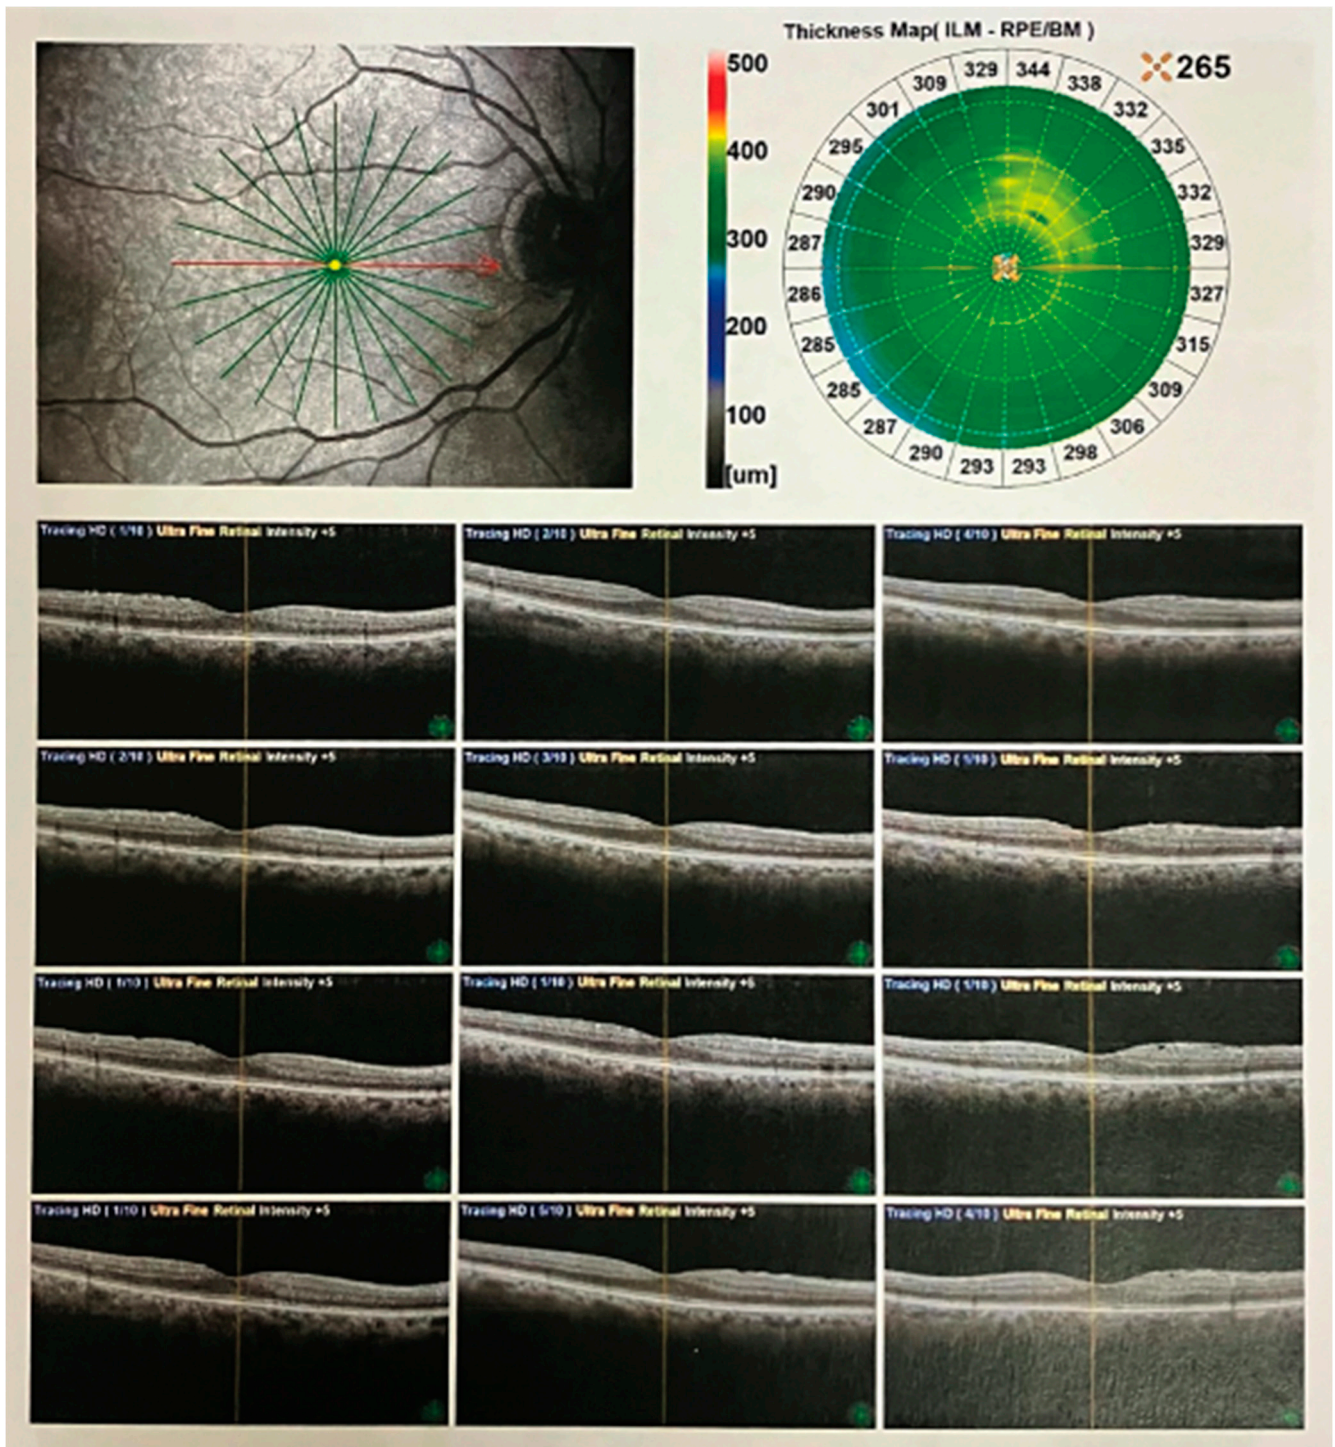 Thickness Map( ILM - RPE/BM )
265
500
400
300
200
100
[um]
329
344
338
332
335
332
329
327
315
309
306
298
293
293
290
287
285
285
286
287
290
295
301
309
Tracing HD ( 1/10 ) Ultra Fine Retinal Intensity +5
Tracing HD ( 2/10 ) Ultra Fine Retinal Intensity +5
Tracing HD ( 4/10 ) Ultra Fine Retinal Intensity +5
Tracing HD ( 2/10 ) Ultra Fine Retinal Intensity +5
Tracing HD ( 3/10 ) Ultra Fine Retinal Intensity +5
Tracing HD ( 1/10 ) Ultra Fine Retinal Intensity +5
Tracing HD ( 1/10 ) Ultra Fine Retinal Intensity +5
Tracing HD ( 1/10 ) Ultra Fine Retinal Intensity +5
Tracing HD ( 1/10 ) Ultra Fine Retinal Intensity +5
Tracing HD ( 1/10 ) Ultra Fine Retinal Intensity +5
Tracing HD ( 5/10 ) Ultra Fine Retinal Intensity +5
Tracing HD ( 4/10 ) Ultra Fine Retinal Intensity +5